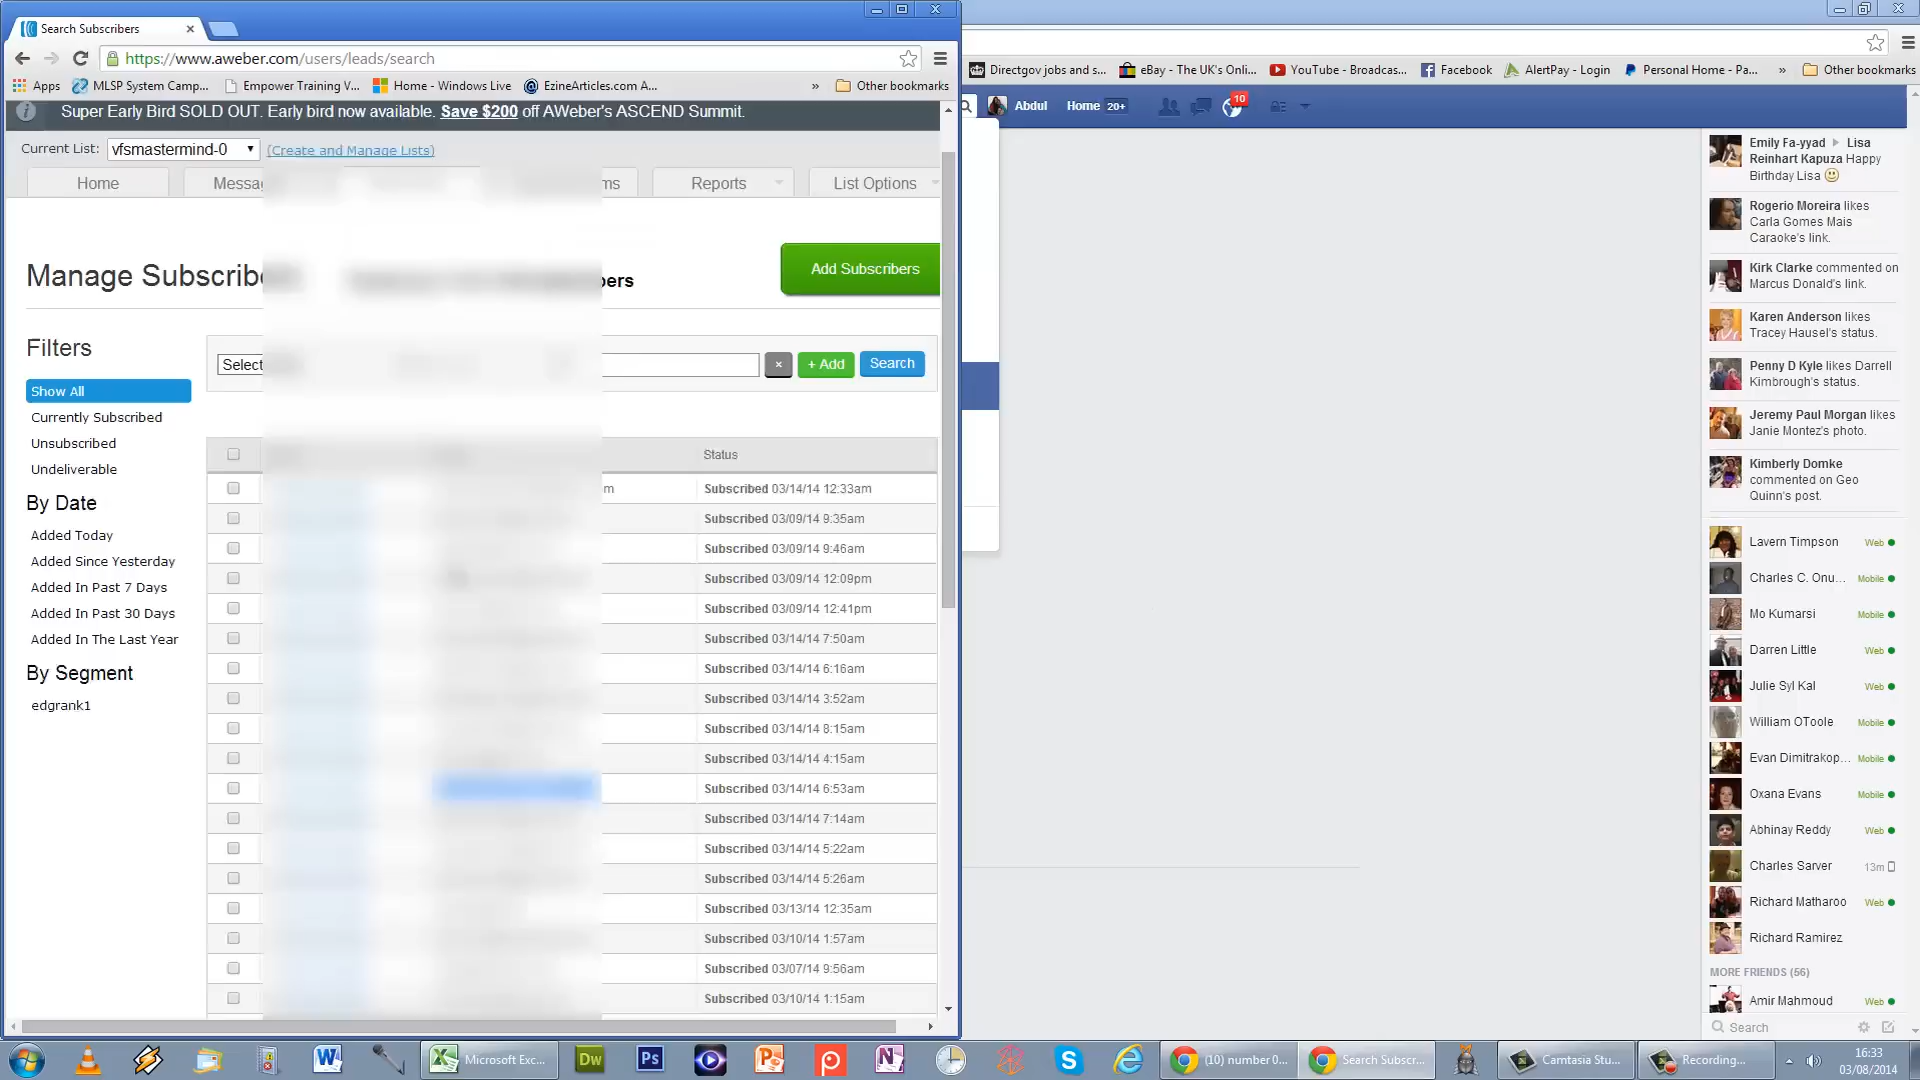 Search Subscribers
https://www.aweber.com/users/leads/search
Apps
MLSP System Camp...
Empower Training V...
Home - Windows Live
EzineArticles.com A...
»
Other bookmarks
Directgov jobs and s...
eBay - The UK's Onli...
YouTube - Broadcas...
Facebook
AlertPay - Login
Personal Home - Pa...
»
Other bookmarks
Super Early Bird SOLD OUT. Early bird now available. Save $200 off AWeber's ASCEND Summit.
Current List:
vfsmastermind-0
(Create and Manage Lists)
Abdul
Home 20+
10
Home
Reports
List Options
Manage
Add Subscribers
Filters
Select
+ Add
Search
Show All
Currently Subscribed
Unsubscribed
Undeliverable
By Date
Added Today
Added Since Yesterday
Added In Past 7 Days
Added In Past 30 Days
Added In The Last Year
By Segment
edgrank1
Status
Subscribed 03/14/14 12:33am
Subscribed 03/09/14 9:35am
Subscribed 03/09/14 9:46am
Subscribed 03/09/14 12:09pm
Subscribed 03/09/14 12:41pm
Subscribed 03/14/14 7:50am
Subscribed 03/14/14 6:16am
Subscribed 03/14/14 3:52am
Subscribed 03/14/14 8:15am
Subscribed 03/14/14 4:15am
Subscribed 03/14/14 6:53am
Subscribed 03/14/14 7:14am
Subscribed 03/14/14 5:22am
Subscribed 03/14/14 5:26am
Subscribed 03/13/14 12:35am
Subscribed 03/10/14 1:57am
Subscribed 03/07/14 9:56am
Subscribed 03/10/14 1:15am
Emily Fa-yyad ▸ Lisa
Reinhart Kapuza Happy
Birthday Lisa
Rogerio Moreira likes
Carla Gomes Mais
Caraoke's link.
Kirk Clarke commented on
Marcus Donald's link.
Karen Anderson likes
Tracey Hausel's status.
Penny D Kyle likes Darrell
Kimbrough's status.
Jeremy Paul Morgan likes
Janie Montez's photo.
Kimberly Domke
commented on Geo
Quinn's post.
Lavern Timpson Web
Charles C. Onu... Mobile
Mo Kumarsi Mobile
Darren Little Web
Julie Syl Kal Web
William OToole Mobile
Evan Dimitrakop... Mobile
Oxana Evans Mobile
Abhinay Reddy Web
Charles Sarver 13m
Richard Matharoo Web
Richard Ramirez
MORE FRIENDS (56)
Amir Mahmoud Web
Search
Microsoft Exc...
Dw
Ps
(10) number 0...
Search Subscr...
Camtasia Stu...
Recording...
16:33
03/08/2014